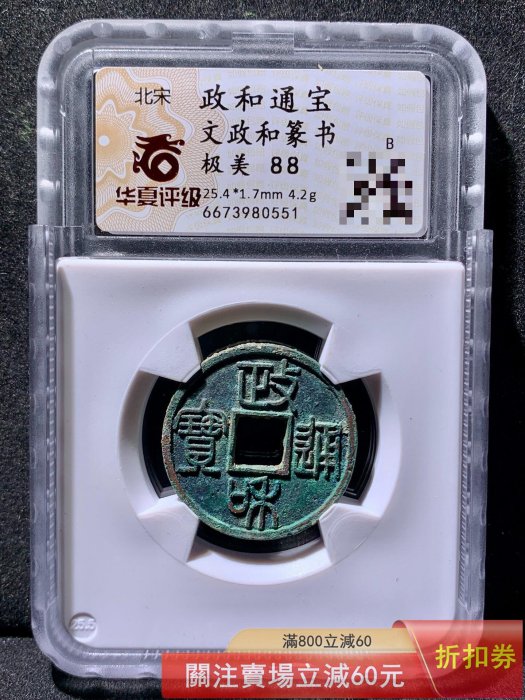 北宋
政和通宝
文政和篆书
极美 88
25.4*1.7mm 4.2g
6673980551
华夏评级
B
政
通
和
寶
25.5
滿800立減60
關注賣場立減60元
折扣券